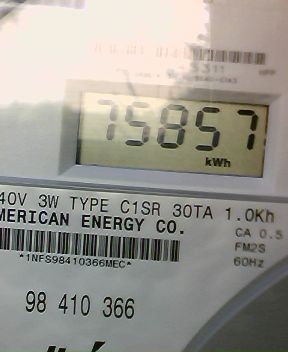 75857
kWh
40V 3W TYPE C1SR 30TA 1.0Kh
MERICAN ENERGY CO.
CA 0.5
FM2S
*1NFS98410366MEC*
60Hz
98 410 366